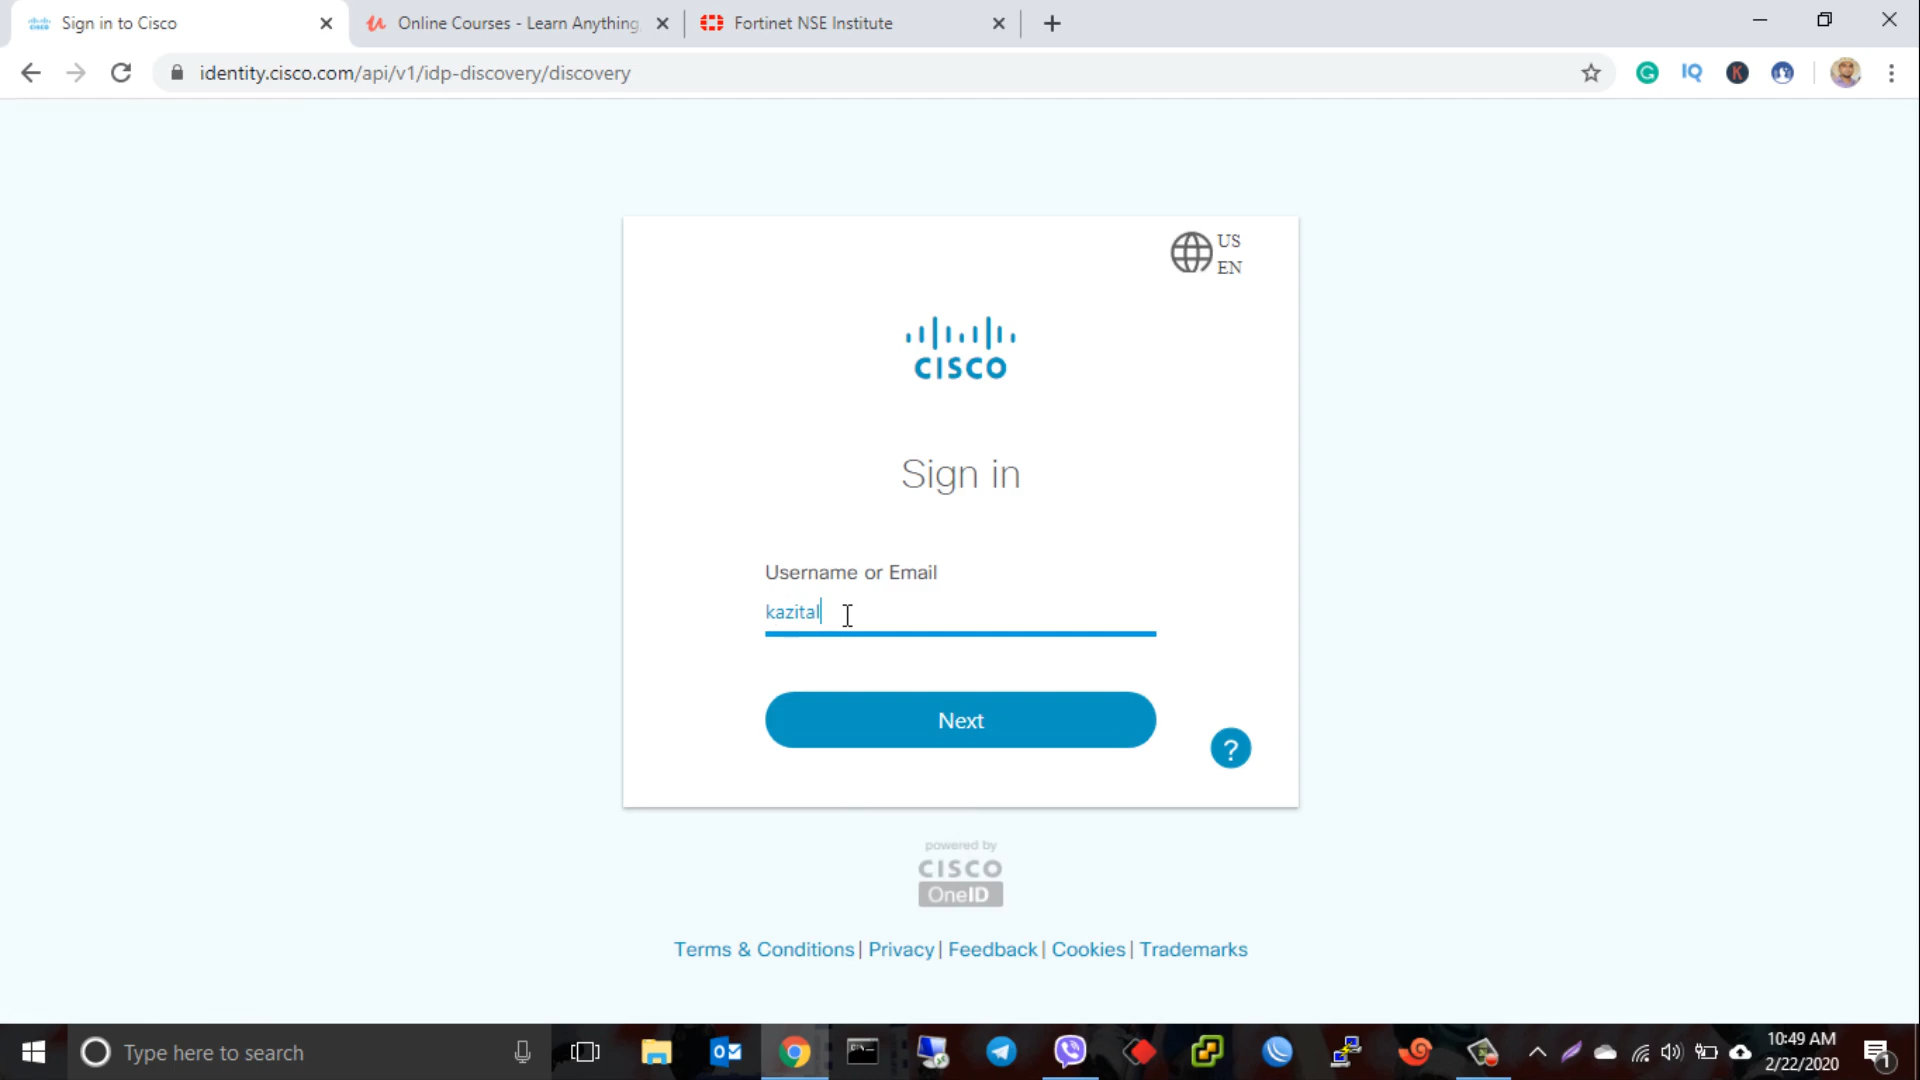 Sign in to Cisco
Online Courses - Learn Anything,
Fortinet NSE Institute
identity.cisco.com/api/v1/idp-discovery/discovery
IQ
K
US
EN
CISCO
Sign in
Username or Email
kazital
Next
?
powered by
CISCO
OneID
Terms & Conditions | Privacy | Feedback | Cookies | Trademarks
Type here to search
10:49 AM
2/22/2020
1